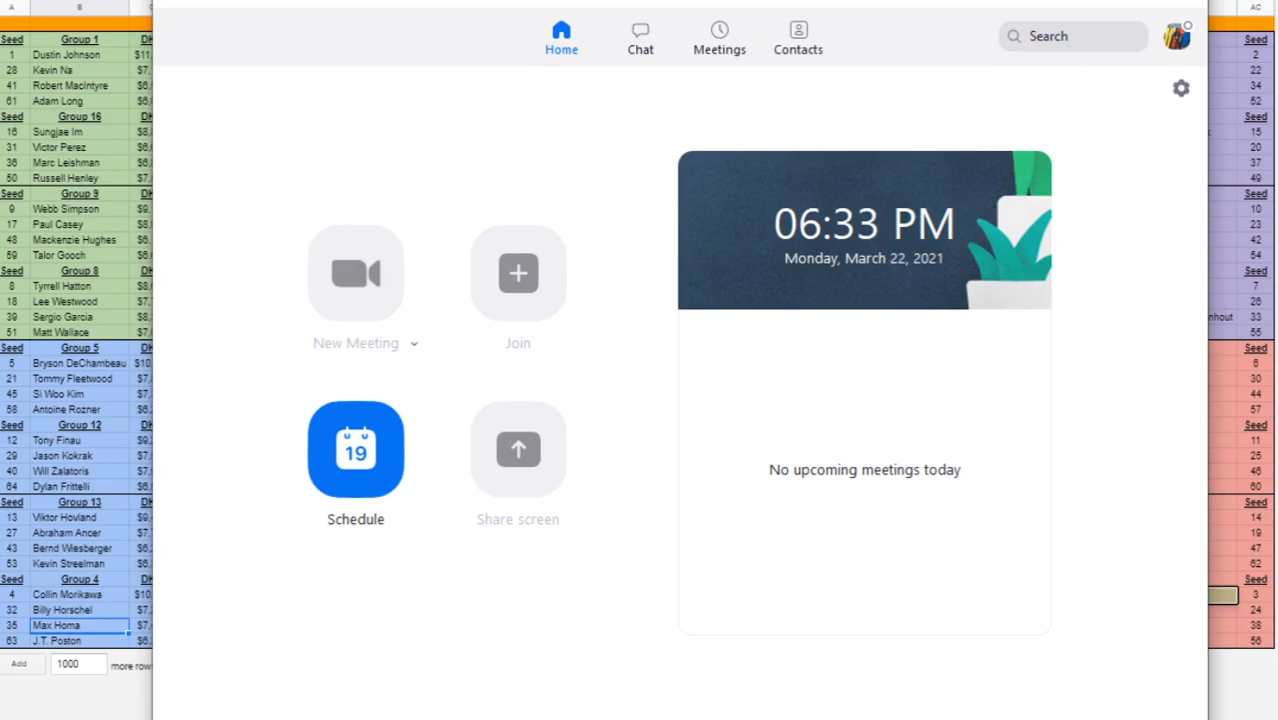 A B AC
Home Chat Meetings Contacts Search
Seed Group 1 Seed
1 Dustin Johnson $11, 2
28 Kevin Na $7, 22
41 Robert MacIntyre 34
61 Adam Long 52
Seed Group 16 Seed
16 Sungjae Im 15
31 Victor Perez 20
36 Marc Leishman 37
50 Russell Henley 49
Seed Group 9 Seed
9 Webb Simpson 10
17 Paul Casey 23
48 Mackenzie Hughes 42
59 Talor Gooch 54
Seed Group 8 Seed
8 Tyrrell Hatton 7
18 Lee Westwood 26
39 Sergio Garcia nhout 33
51 Matt Wallace 55
Seed Group 5 Seed
5 Bryson DeChambeau $10, 6
21 Tommy Fleetwood 30
45 Si Woo Kim 44
58 Antoine Rozner 57
Seed Group 12 Seed
12 Tony Finau 11
29 Jason Kokrak 25
40 Will Zalatoris 46
64 Dylan Frittelli 60
Seed Group 13 Seed
13 Viktor Hovland 14
27 Abraham Ancer 19
43 Bernd Wiesberger 47
53 Kevin Streelman 62
Seed Group 4 Seed
4 Collin Morikawa $10, 3
32 Billy Horschel 24
35 Max Homa 38
63 J.T. Poston 56
Add 1000 more rows
06:33 PM
Monday, March 22, 2021
New Meeting Join
19
Schedule Share screen
No upcoming meetings today